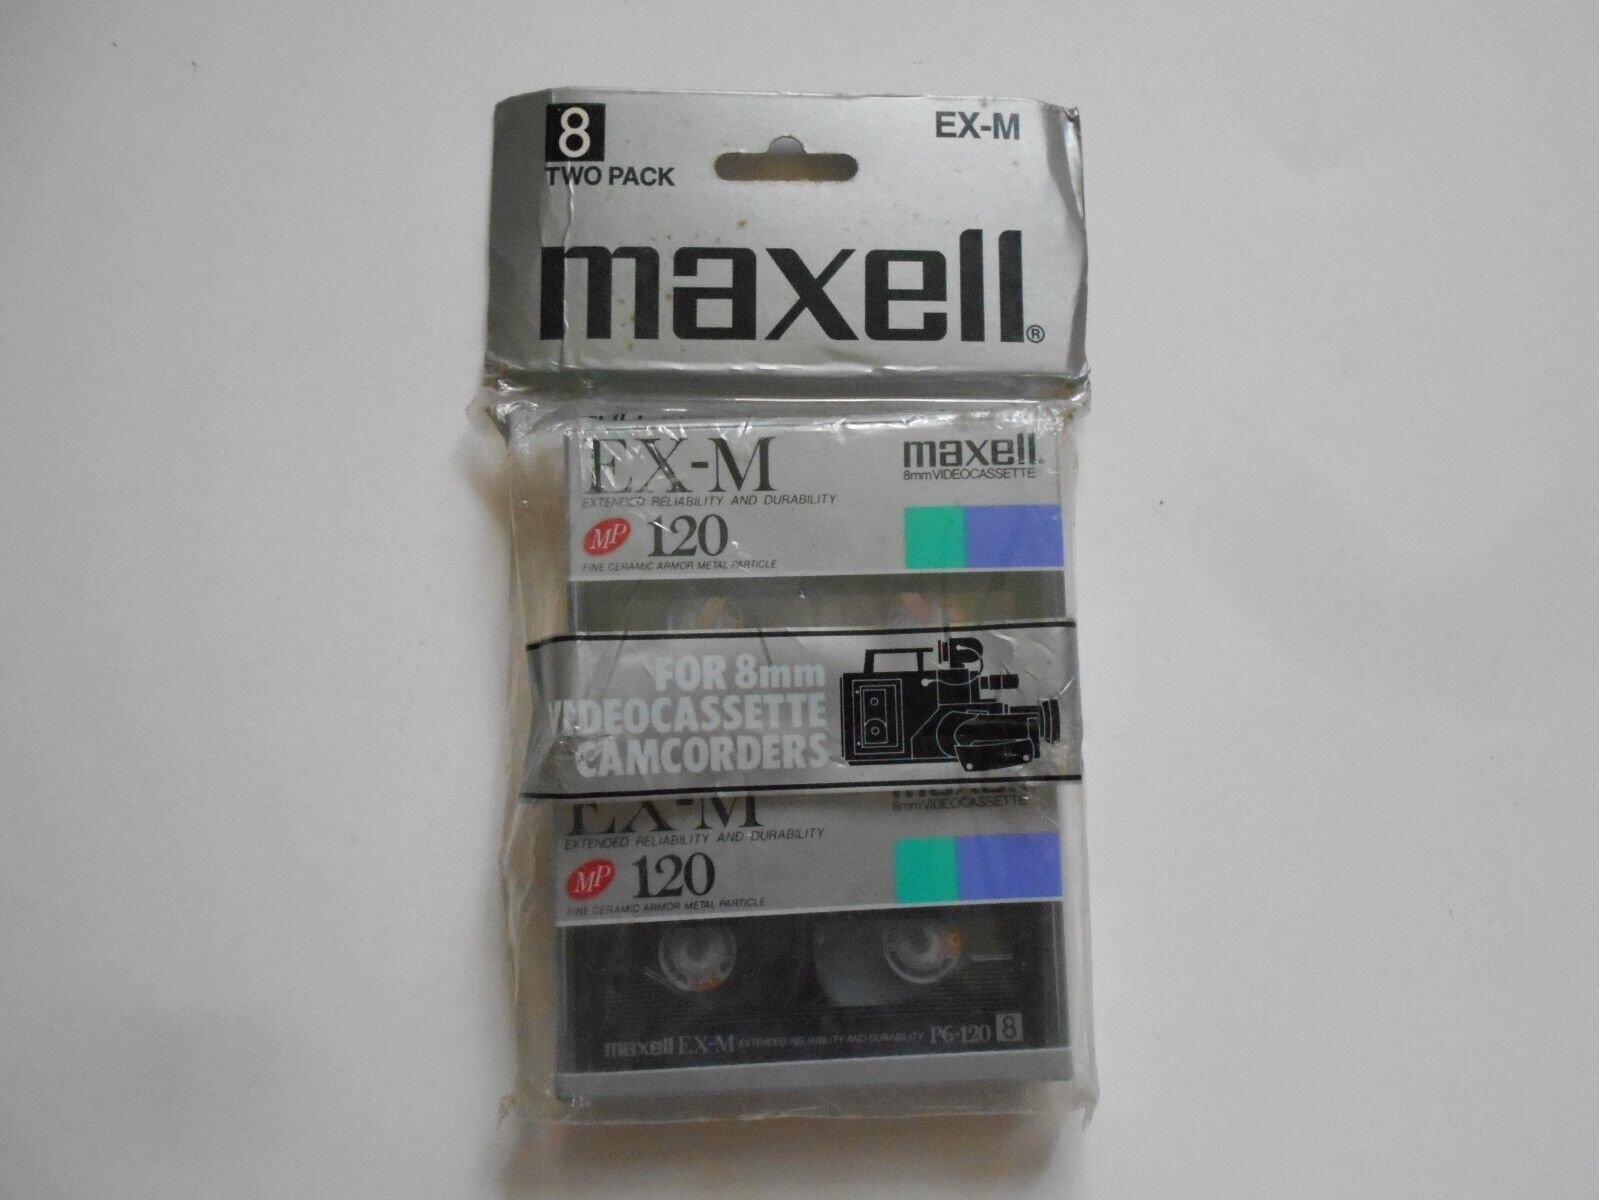 8
TWO PACK
EX-M
maxell®
EX-M
EXTENDED RELIABILITY AND DURABILITY
maxell®
8mm VIDEOCASSETTE
MP 120
FINE CERAMIC ARMOR METAL PARTICLE
FOR 8mm
VIDEOCASSETTE
CAMCORDERS
EX-M
EXTENDED RELIABILITY AND DURABILITY
maxell
8mm VIDEOCASSETTE
MP 120
FINE CERAMIC ARMOR METAL PARTICLE
maxell EX-M EXTENDED RELIABILITY AND DURABILITY P6-120 8